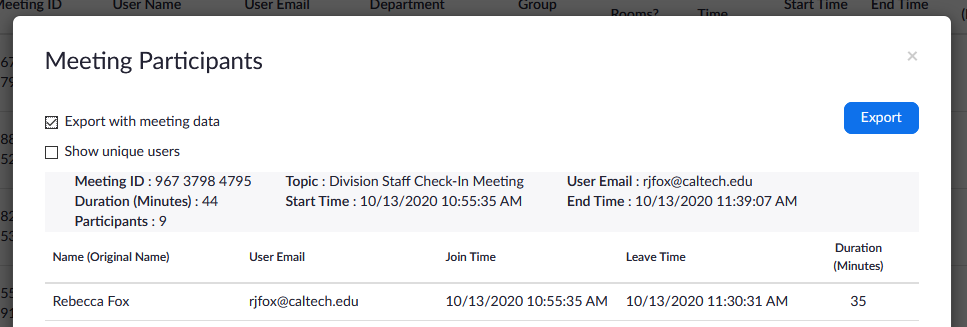 Meeting ID User Name User Email Department Group Rooms? Time Start Time End Time
Meeting Participants ×
Export with meeting data
Export
Show unique users
Meeting ID : 967 3798 4795 Topic : Division Staff Check-In Meeting User Email : rjfox@caltech.edu
Duration (Minutes) : 44 Start Time : 10/13/2020 10:55:35 AM End Time : 10/13/2020 11:39:07 AM
Participants : 9
Name (Original Name) User Email Join Time Leave Time Duration (Minutes)
Rebecca Fox rjfox@caltech.edu 10/13/2020 10:55:35 AM 10/13/2020 11:30:31 AM 35